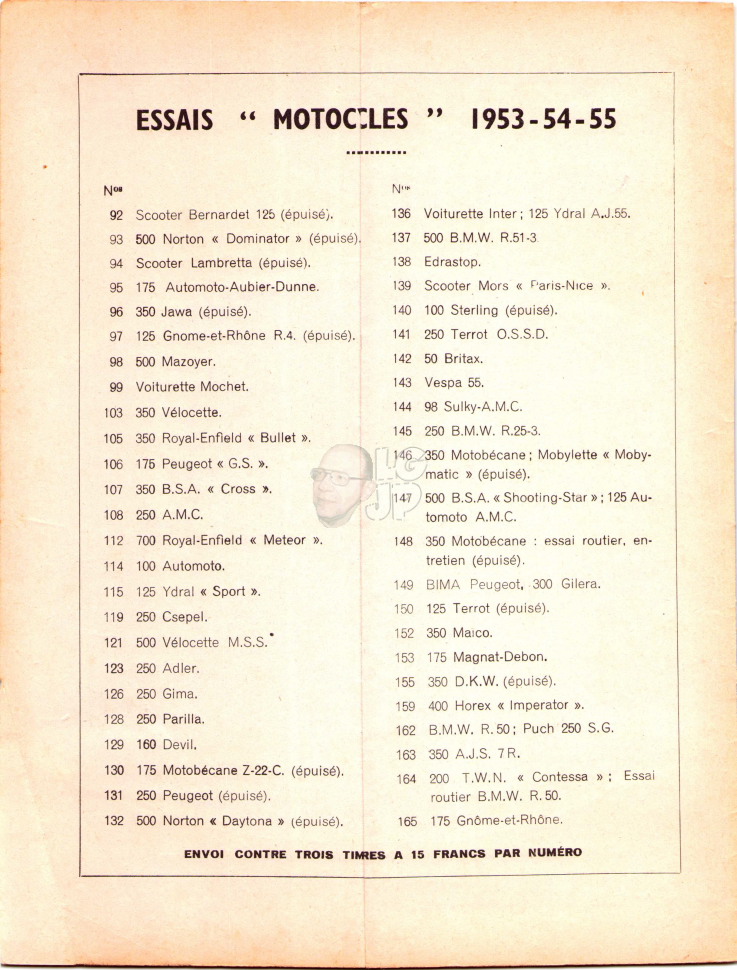 ESSAIS “ MOTOCCLES ” 1953-54-55
Nos
92 Scooter Bernardet 125 (épuisé).
93 500 Norton « Dominator » (épuisé).
94 Scooter Lambretta (épuisé).
95 175 Automoto-Aubier-Dunne.
96 350 Jawa (épuisé).
97 125 Gnome-et-Rhône R.4. (épuisé).
98 500 Mazoyer.
99 Voiturette Mochet.
103 350 Vélocette.
105 350 Royal-Enfield « Bullet ».
106 175 Peugeot « G.S. ».
107 350 B.S.A. « Cross ».
108 250 A.M.C.
112 700 Royal-Enfield « Meteor ».
114 100 Automoto.
115 125 Ydral « Sport ».
119 250 Csepel.
121 500 Vélocette M.S.S.
123 250 Adler.
126 250 Gima.
128 250 Parilla.
129 160 Devil.
130 175 Motobécane Z-22-C. (épuisé).
131 250 Peugeot (épuisé).
132 500 Norton « Daytona » (épuisé).
Nos
136 Voiturette Inter ; 125 Ydral A.J.55.
137 500 B.M.W. R.51-3
138 Edrastop.
139 Scooter Mors « Paris-Nice ».
140 100 Sterling (épuisé).
141 250 Terrot O.S.S.D.
142 50 Britax.
143 Vespa 55.
144 98 Sulky-A.M.C.
145 250 B.M.W. R.25-3.
146 350 Motobécane ; Mobylette « Moby-
matic » (épuisé).
147 500 B.S.A. « Shooting-Star » ; 125 Au-
tomoto A.M.C.
148 350 Motobécane : essai routier, en-
tretien (épuisé).
149 BIMA Peugeot, 300 Gilera.
150 125 Terrot (épuisé).
152 350 Maico.
153 175 Magnat-Debon.
155 350 D.K.W. (épuisé).
159 400 Horex « Imperator ».
162 B.M.W. R.50 ; Puch 250 S.G.
163 350 A.J.S. 7R.
164 200 T.W.N. « Contessa » ; Essai
routier B.M.W. R.50.
165 175 Gnôme-et-Rhône.
ENVOI CONTRE TROIS TIMRES A 15 FRANCS PAR NUMÉRO
LG
JP